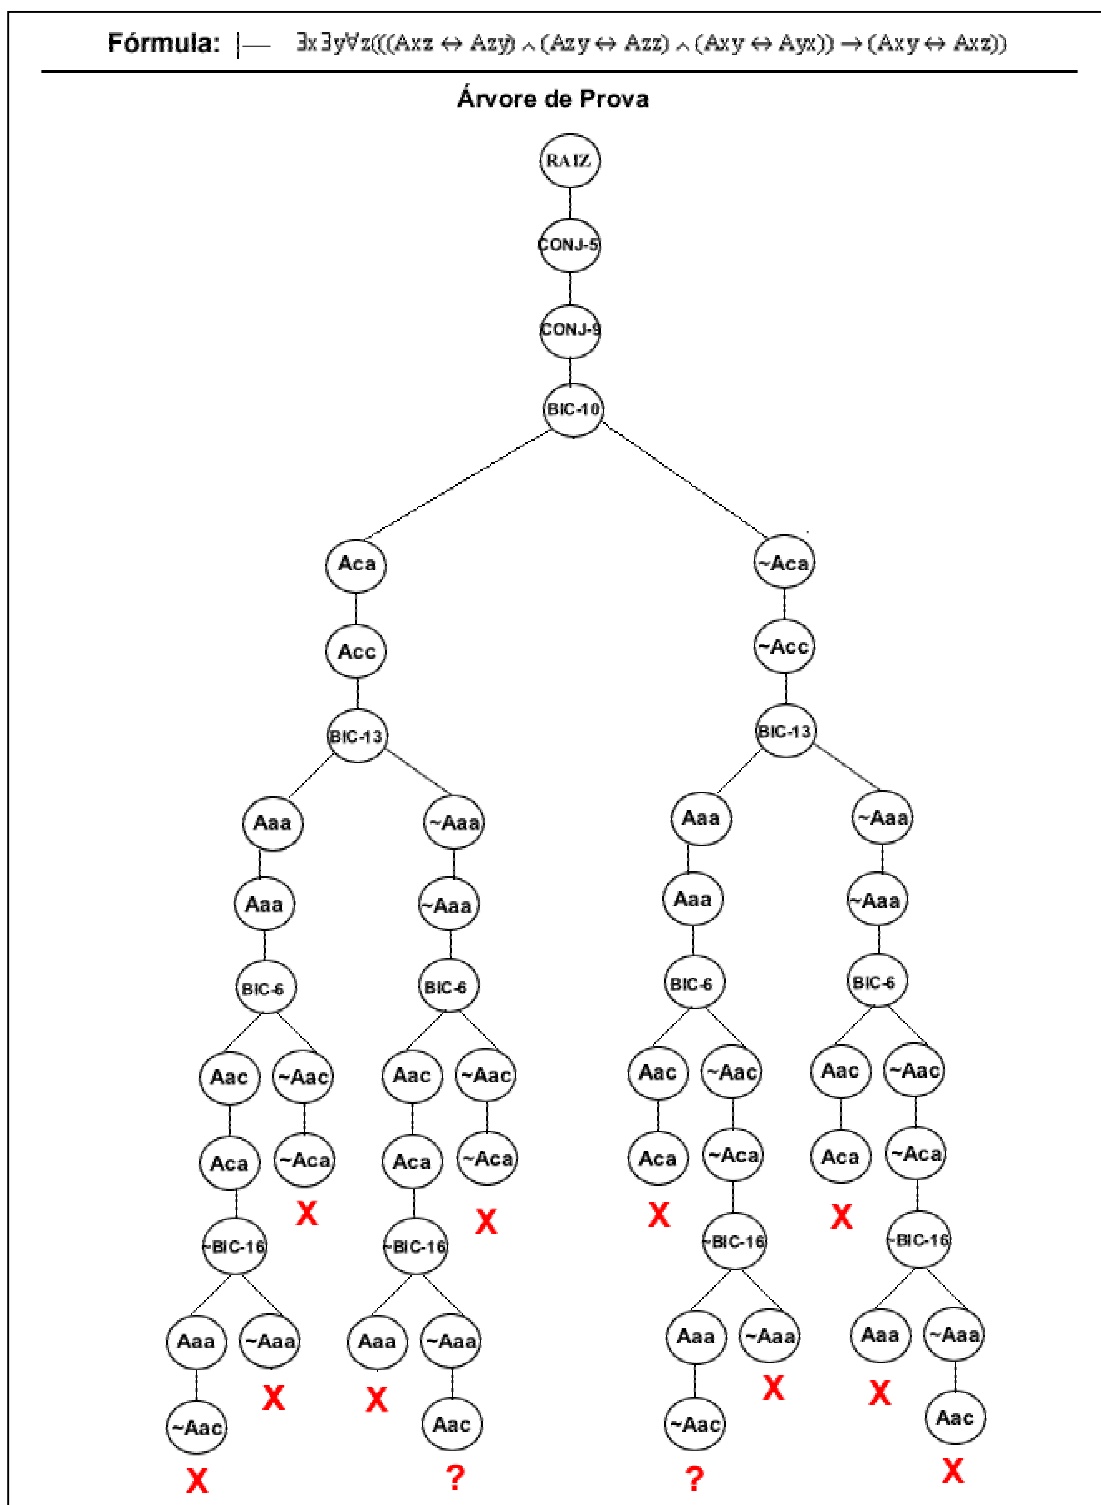 Fórmula: |— ∃x∃y∀z(((Axz ↔ Azy) ∧ (Azy ↔ Azz) ∧ (Axy ↔ Ayx)) → (Axy ↔ Axz))
Árvore de Prova
RAIZ
CONJ-5
CONJ-9
BIC-10
Aca ~Aca
Acc ~Acc
BIC-13 BIC-13
Aaa ~Aaa Aaa ~Aaa
Aaa ~Aaa Aaa ~Aaa
BIC-6 BIC-6 BIC-6 BIC-6
Aac ~Aac Aac ~Aac Aac ~Aac Aac ~Aac
Aca ~Aca Aca ~Aca Aca ~Aca Aca ~Aca
X X X X
~BIC-16 ~BIC-16 ~BIC-16 ~BIC-16
Aaa ~Aaa Aaa ~Aaa Aaa ~Aaa Aaa ~Aaa
X X X X
~Aac Aac ~Aac Aac
X ? ? X